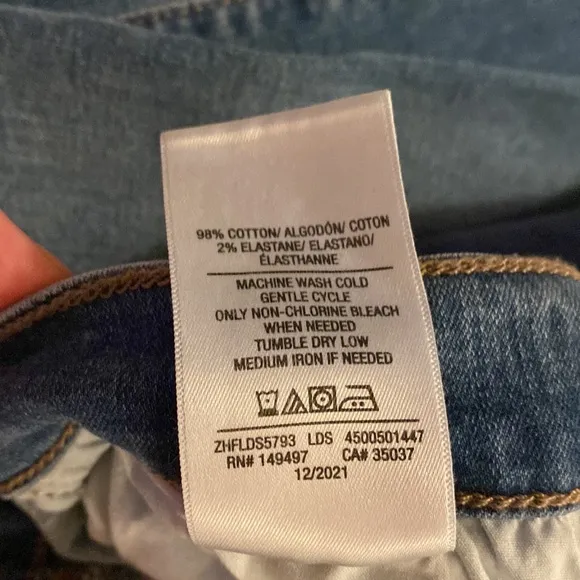 98% COTTON/ ALGODÓN/ COTON
2% ELASTANE/ ELASTANO/
ÉLASTHANNE
MACHINE WASH COLD
GENTLE CYCLE
ONLY NON-CHLORINE BLEACH
WHEN NEEDED
TUMBLE DRY LOW
MEDIUM IRON IF NEEDED
ZHFLDS5793 LDS 4500501447
RN# 149497 CA# 35037
12/2021